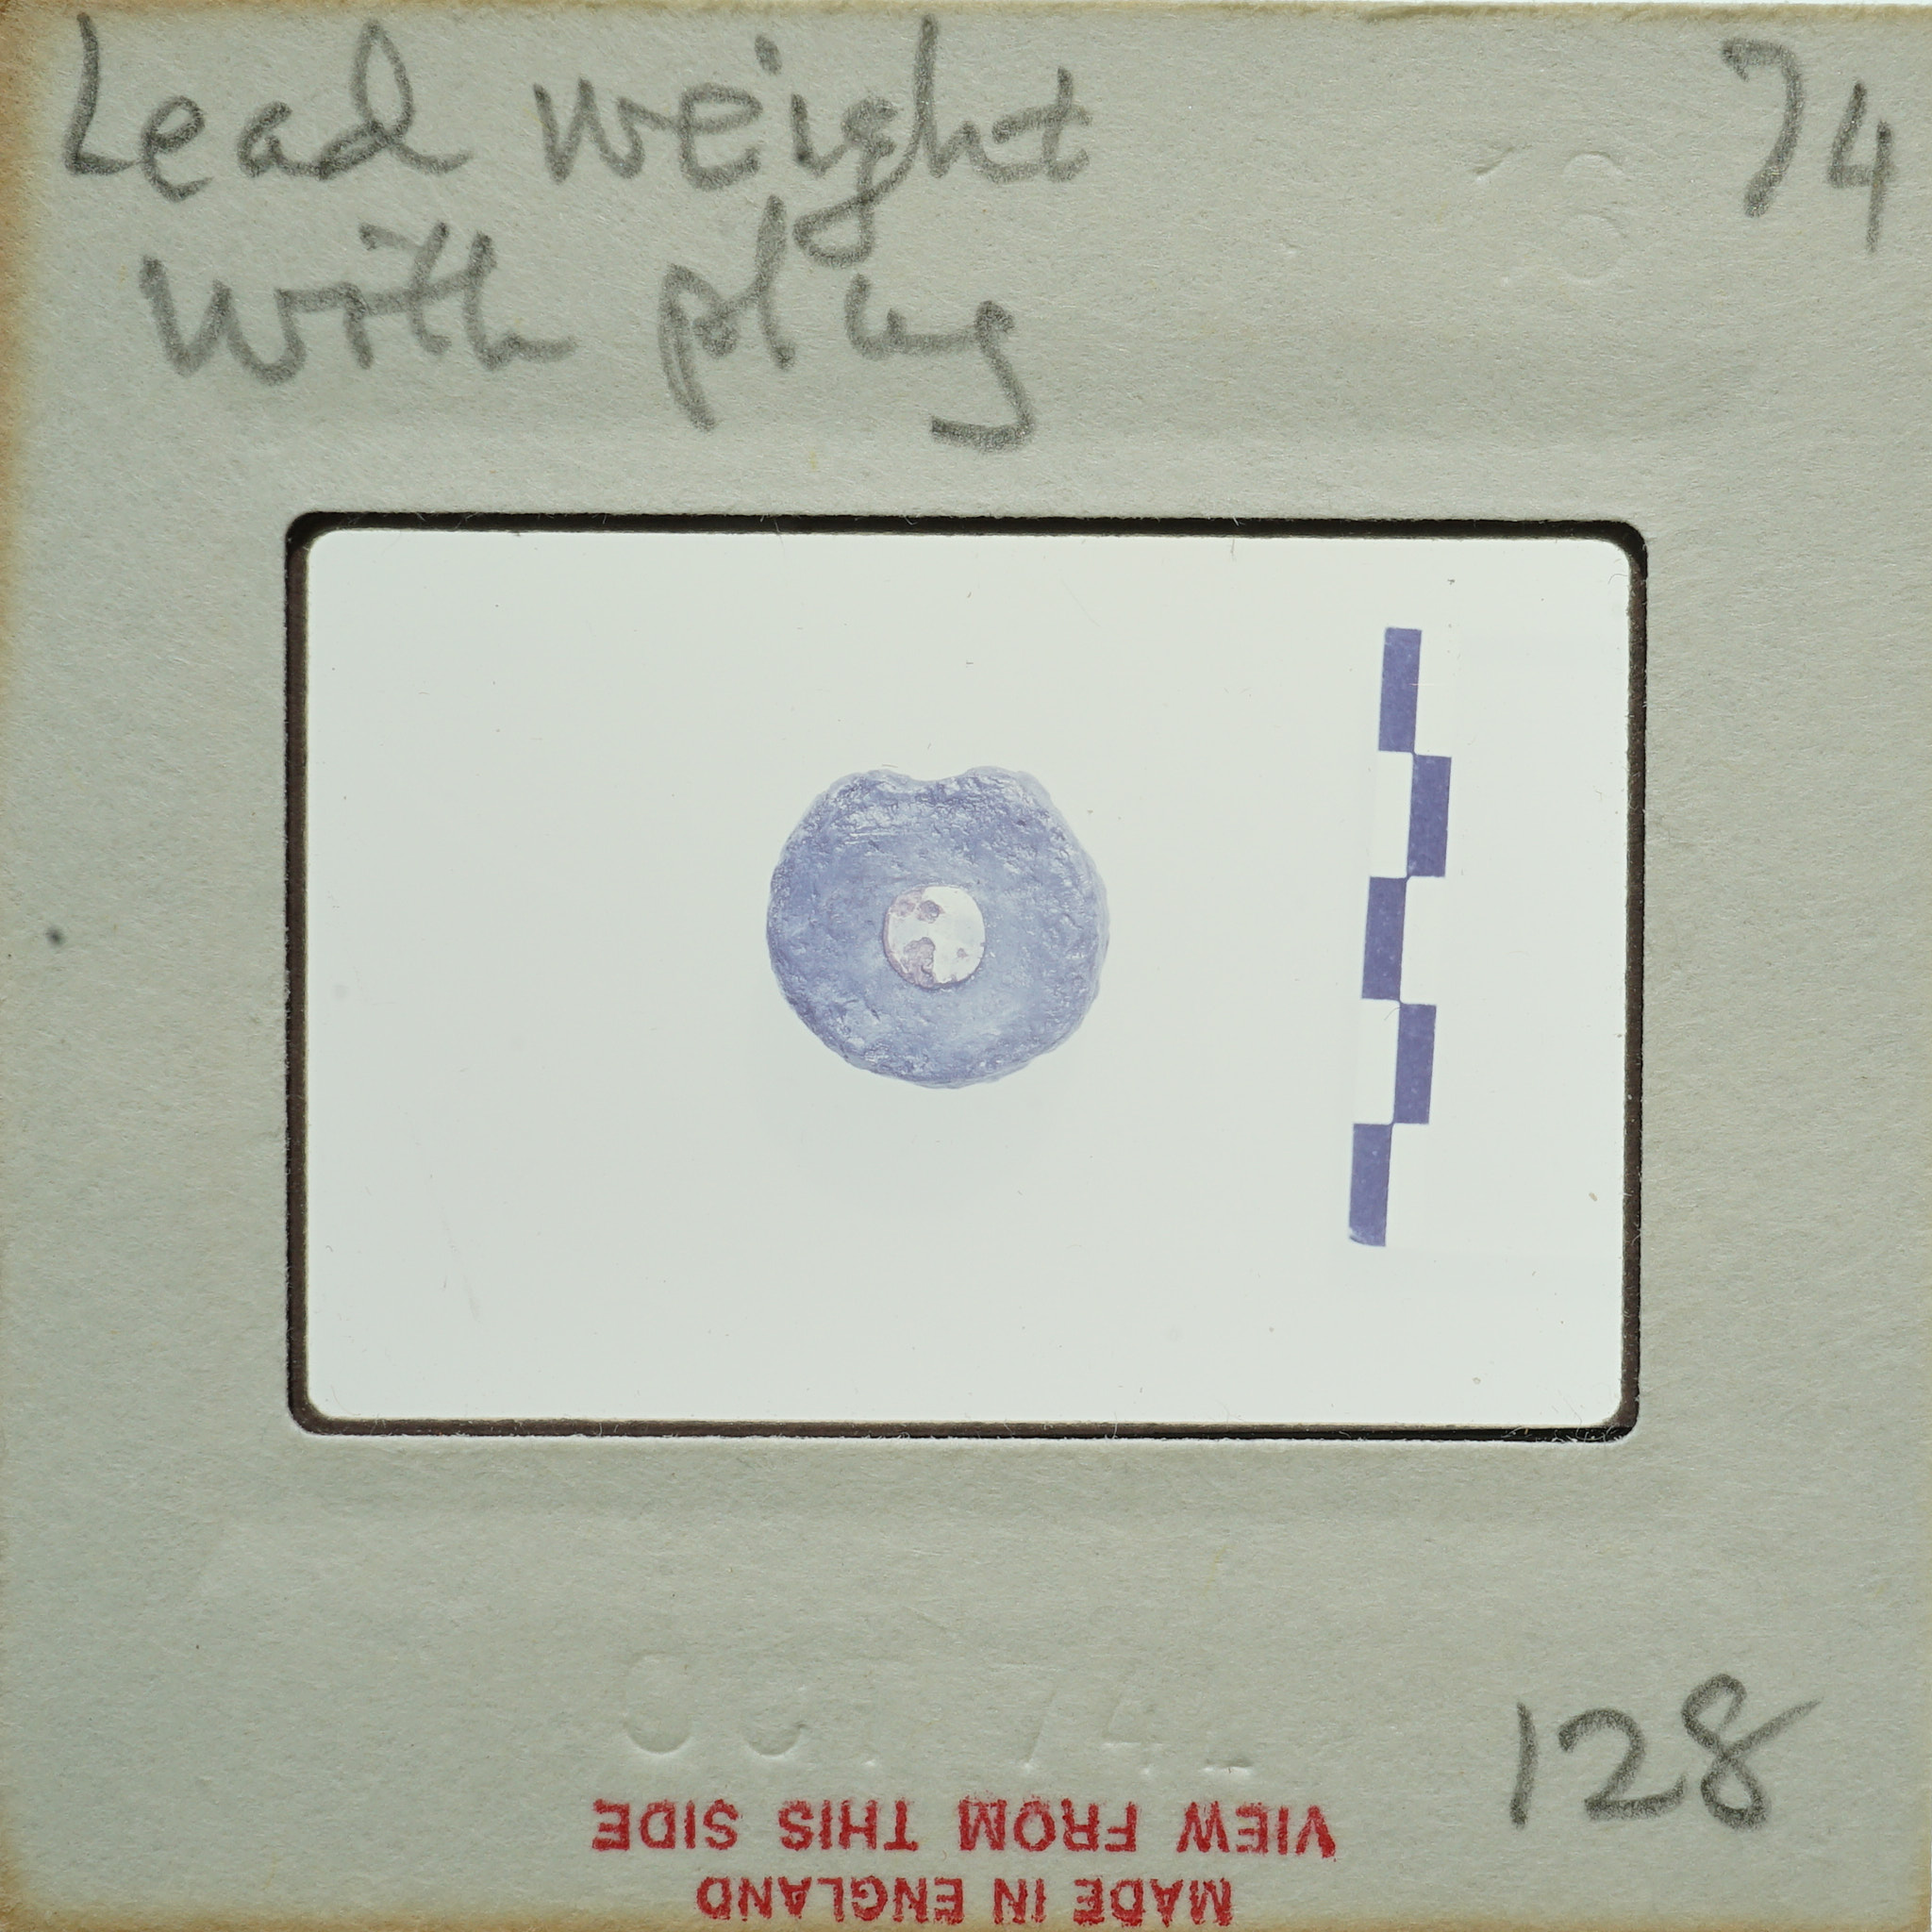 Lead weight 74
with plug
128
VIEW FROM THIS SIDE
MADE IN ENGLAND